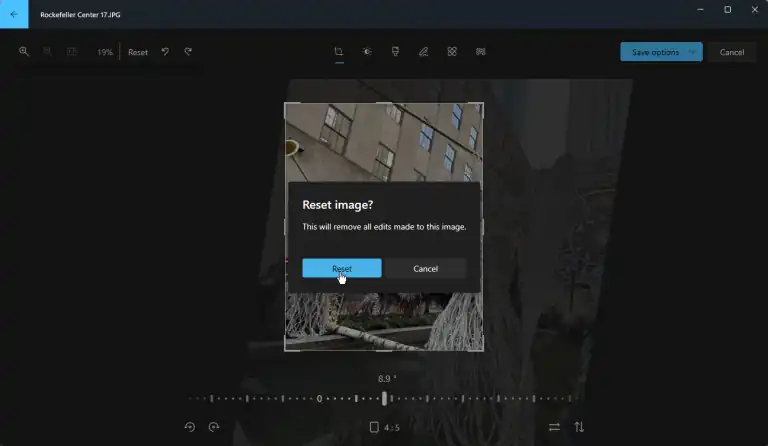 Rockefeller Center 17.JPG
19%
Reset
Save options
Cancel
Reset image?
This will remove all edits made to this image.
Reset
Cancel
8.9 °
0
4:5